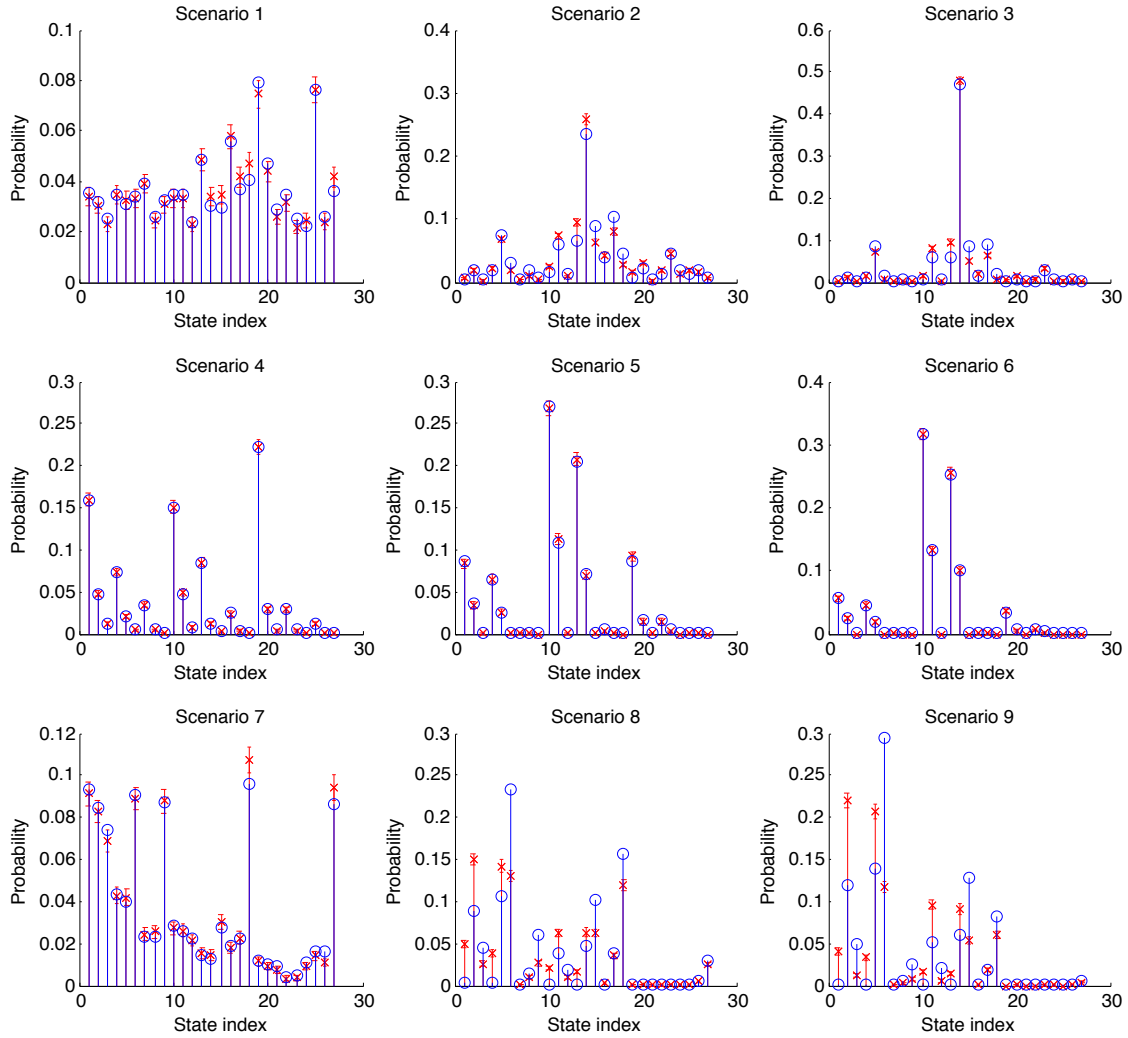 Scenario 1
0.1
0.08
0.06
0.04
0.02
0
0 10 20 30
Probability
State index
Scenario 2
0.4
0.3
0.2
0.1
0
0 10 20 30
Probability
State index
Scenario 3
0.6
0.5
0.4
0.3
0.2
0.1
0
0 10 20 30
Probability
State index
Scenario 4
0.3
0.25
0.2
0.15
0.1
0.05
0
0 10 20 30
Probability
State index
Scenario 5
0.3
0.25
0.2
0.15
0.1
0.05
0
0 10 20 30
Probability
State index
Scenario 6
0.4
0.3
0.2
0.1
0
0 10 20 30
Probability
State index
Scenario 7
0.12
0.1
0.08
0.06
0.04
0.02
0
0 10 20 30
Probability
State index
Scenario 8
0.3
0.25
0.2
0.15
0.1
0.05
0
0 10 20 30
Probability
State index
Scenario 9
0.3
0.25
0.2
0.15
0.1
0.05
0
0 10 20 30
Probability
State index